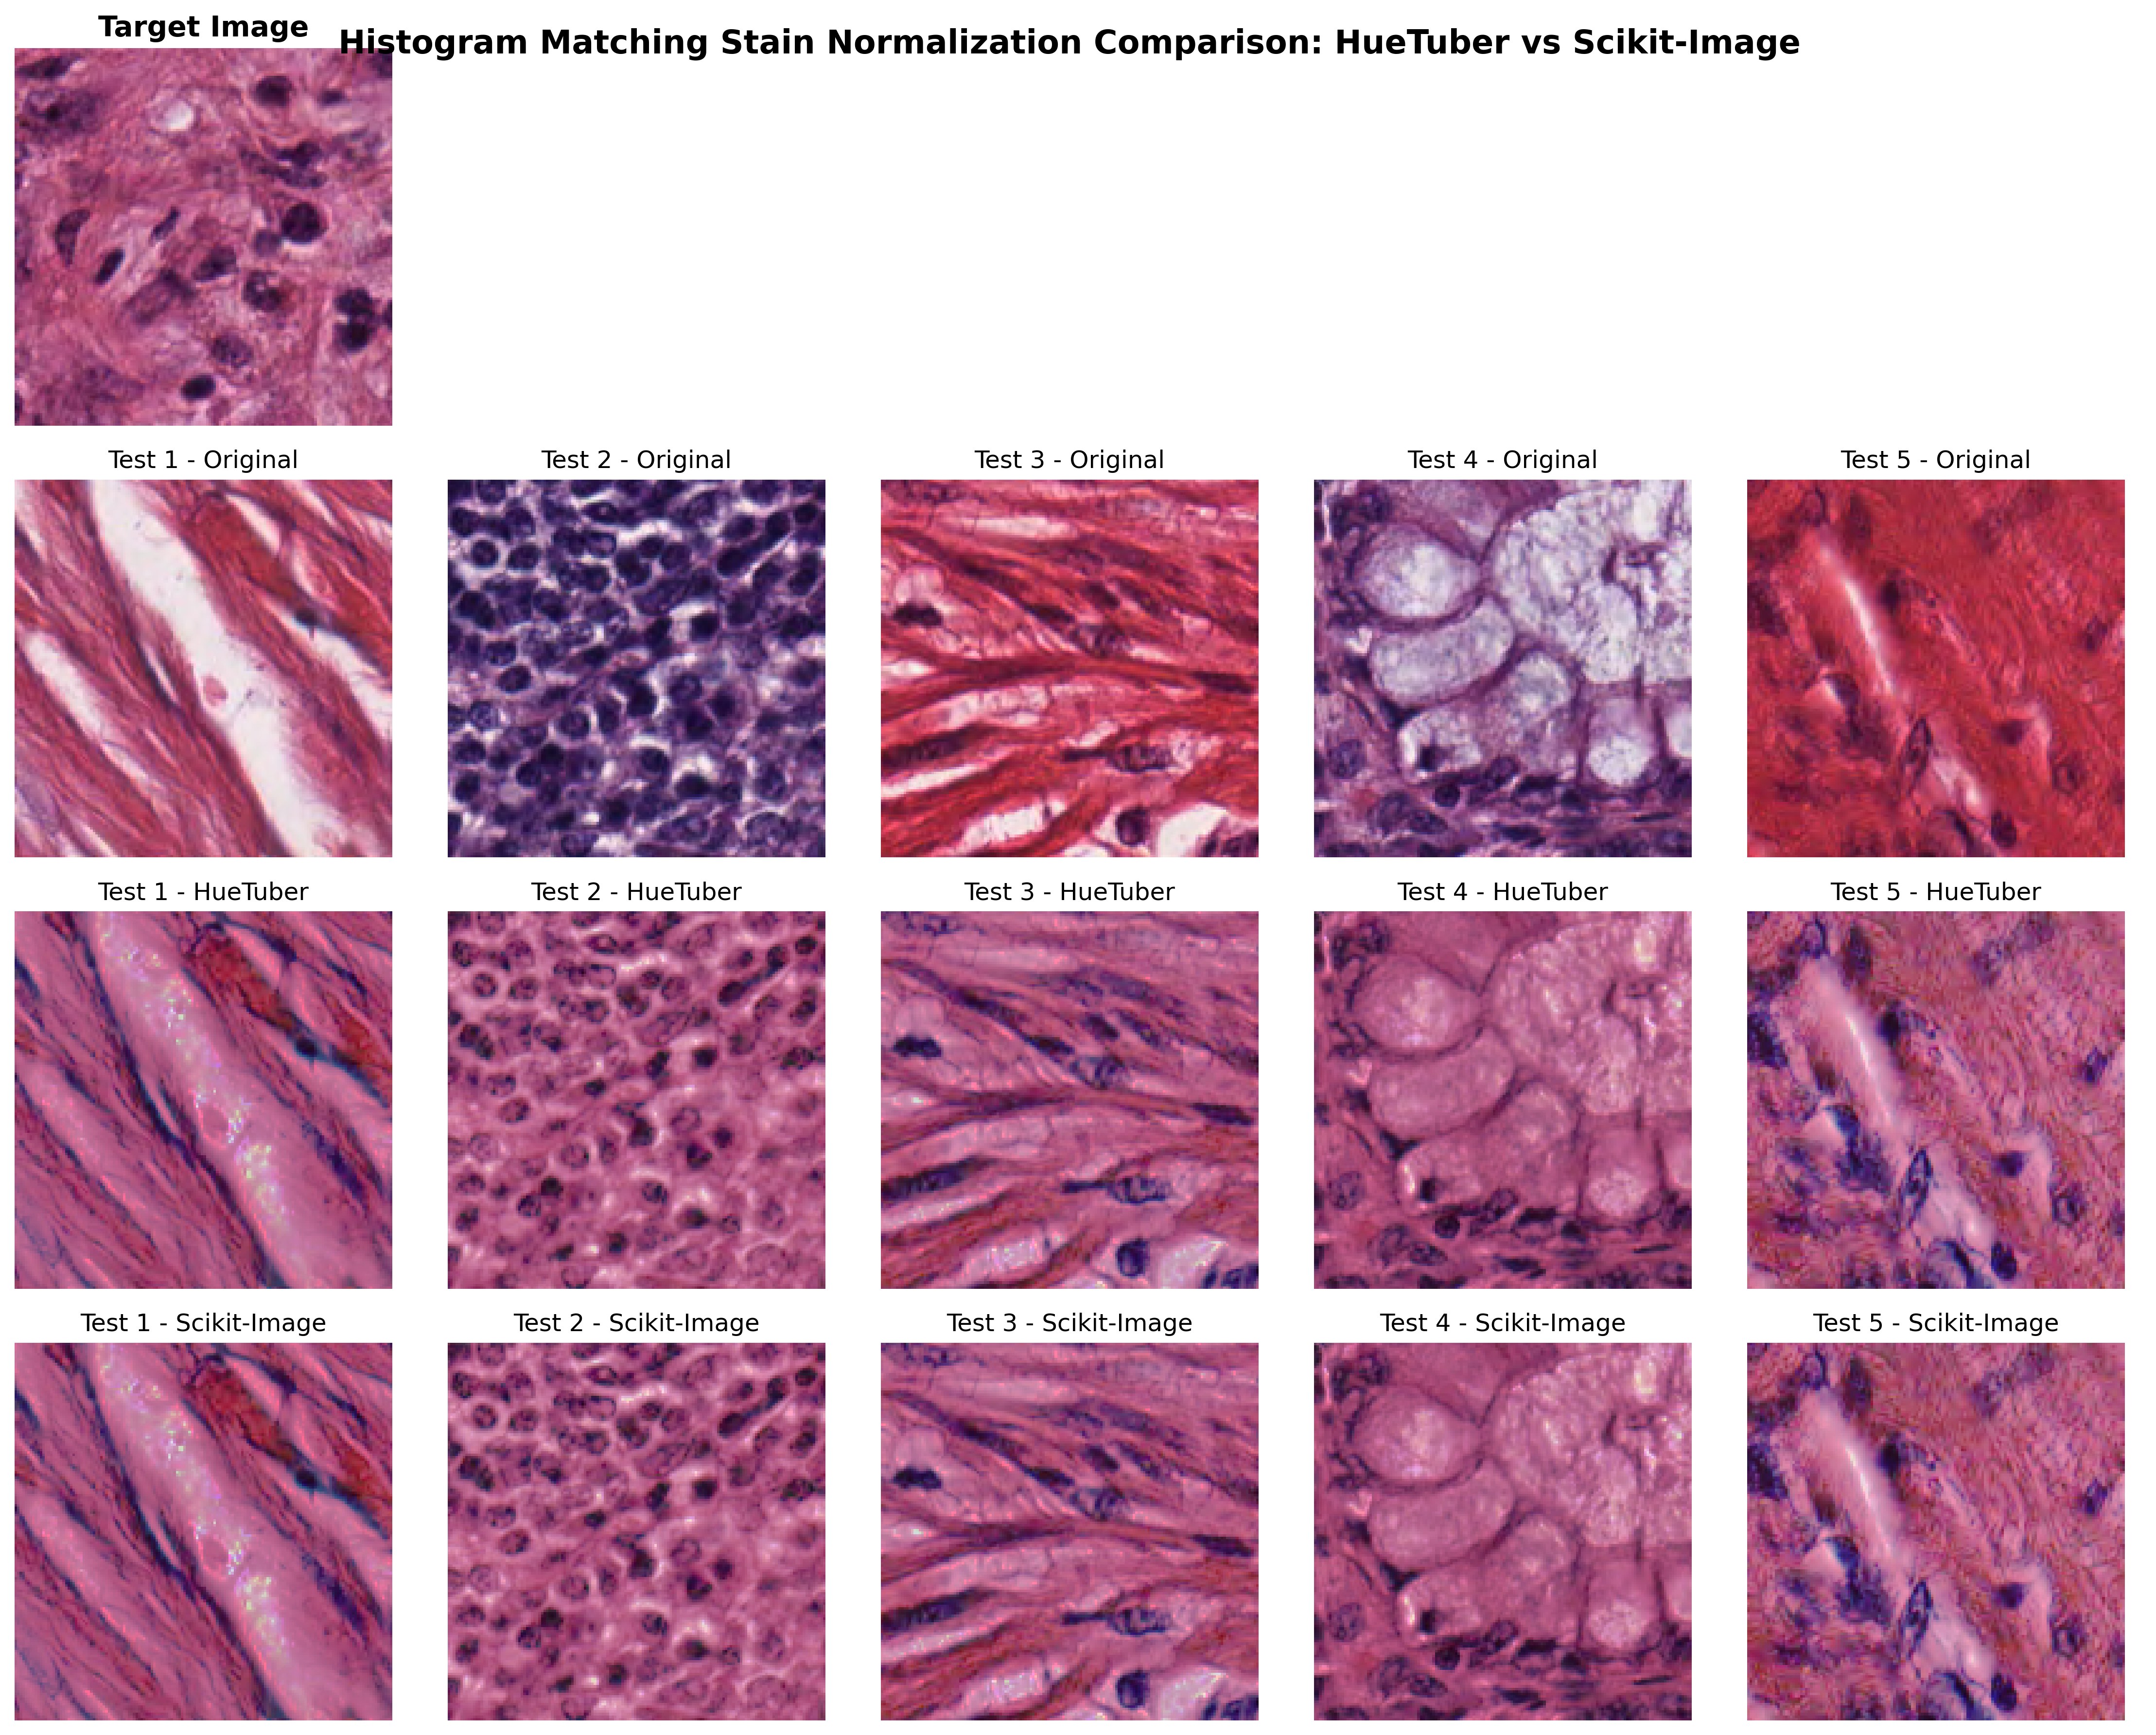 Target Image
Histogram Matching Stain Normalization Comparison: HueTuber vs Scikit-Image
Test 1 - Original
Test 2 - Original
Test 3 - Original
Test 4 - Original
Test 5 - Original
Test 1 - HueTuber
Test 2 - HueTuber
Test 3 - HueTuber
Test 4 - HueTuber
Test 5 - HueTuber
Test 1 - Scikit-Image
Test 2 - Scikit-Image
Test 3 - Scikit-Image
Test 4 - Scikit-Image
Test 5 - Scikit-Image